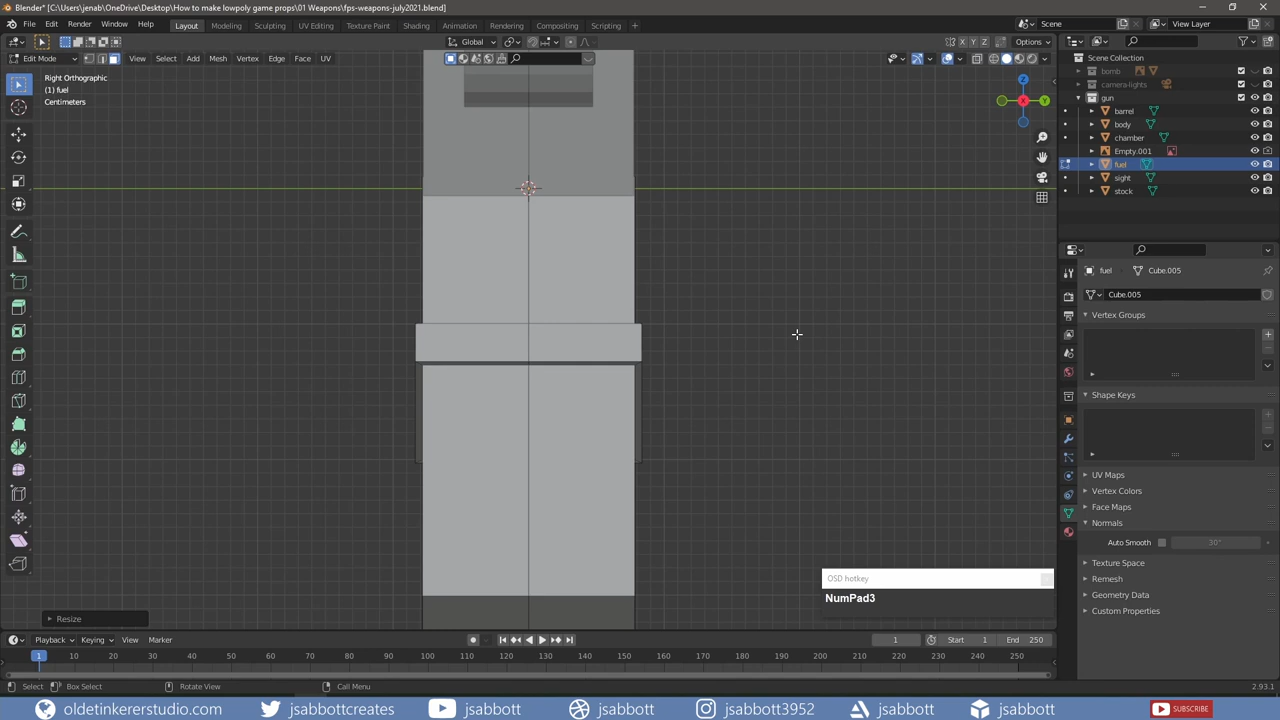 Blender* [C:\Users\jenab\OneDrive\Desktop\How to make lowpoly game props\01 Weapons\fps-weapons-july2021.blend]
File Edit Render Window Help Layout Modeling Sculpting UV Editing Texture Paint Shading Animation Rendering Compositing Scripting + Scene View Layer
Global Options
Edit Mode View Select Add Mesh Vertex Edge Face UV X Y Z
Right Orthographic
(1) fuel
Centimeters
Scene Collection
bomb
camera-lights
gun
barrel
body
chamber
Empty.001
fuel
sight
stock
fuel Cube.005
Cube.005
Vertex Groups
Shape Keys
UV Maps
Vertex Colors
Face Maps
Normals
Auto Smooth 30°
Texture Space
Remesh
Geometry Data
Custom Properties
OSD hotkey
NumPad3
Resize
Playback Keying View Marker 1 Start 1 End 250
1 10 20 30 40 50 60 70 80 90 100 110 120 130 140 150 160 170 180 190 200 210 220 230 240 250
Select Box Select Rotate View Call Menu 2.93.1
oldetinkererstudio.com jsabbottcreates jsabbott jsabbott jsabbott3952 jsabbott jsabbott SUBSCRIBE